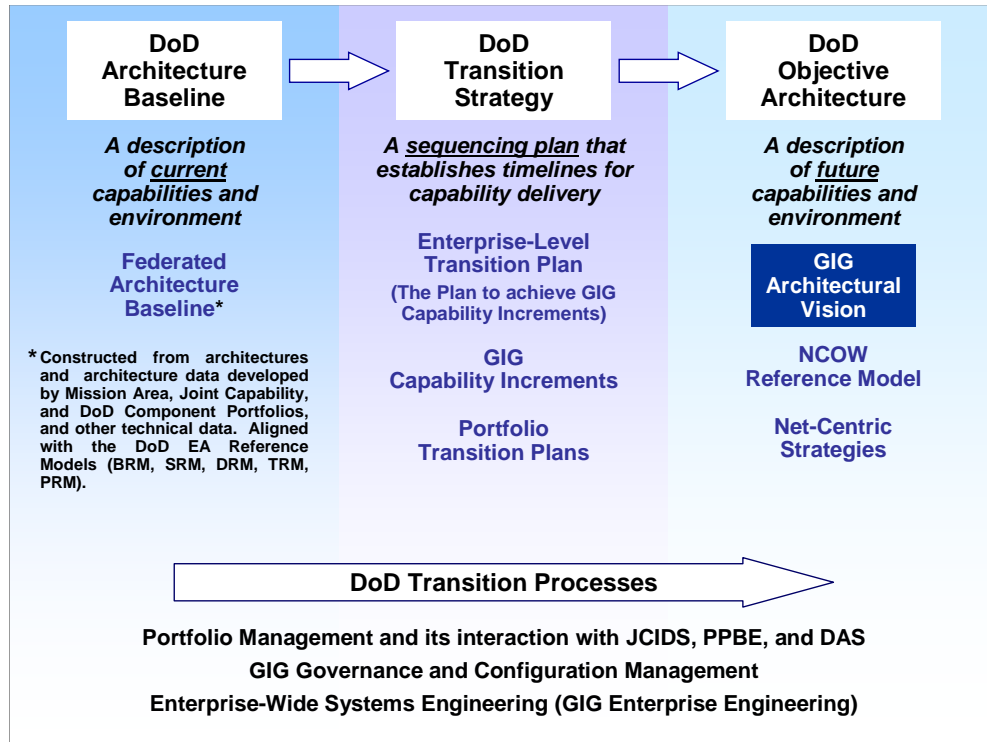 DoD
Architecture
Baseline
A description
of current
capabilities and
environment
Federated
Architecture
Baseline*
* Constructed from architectures
and architecture data developed
by Mission Area, Joint Capability,
and DoD Component Portfolios,
and other technical data. Aligned
with the DoD EA Reference
Models (BRM, SRM, DRM, TRM,
PRM).
DoD
Transition
Strategy
A sequencing plan that
establishes timelines for
capability delivery
Enterprise-Level
Transition Plan
(The Plan to achieve GIG
Capability Increments)
GIG
Capability Increments
Portfolio
Transition Plans
DoD
Objective
Architecture
A description
of future
capabilities and
environment
GIG
Architectural
Vision
NCOW
Reference Model
Net-Centric
Strategies
DoD Transition Processes
Portfolio Management and its interaction with JCIDS, PPBE, and DAS
GIG Governance and Configuration Management
Enterprise-Wide Systems Engineering (GIG Enterprise Engineering)